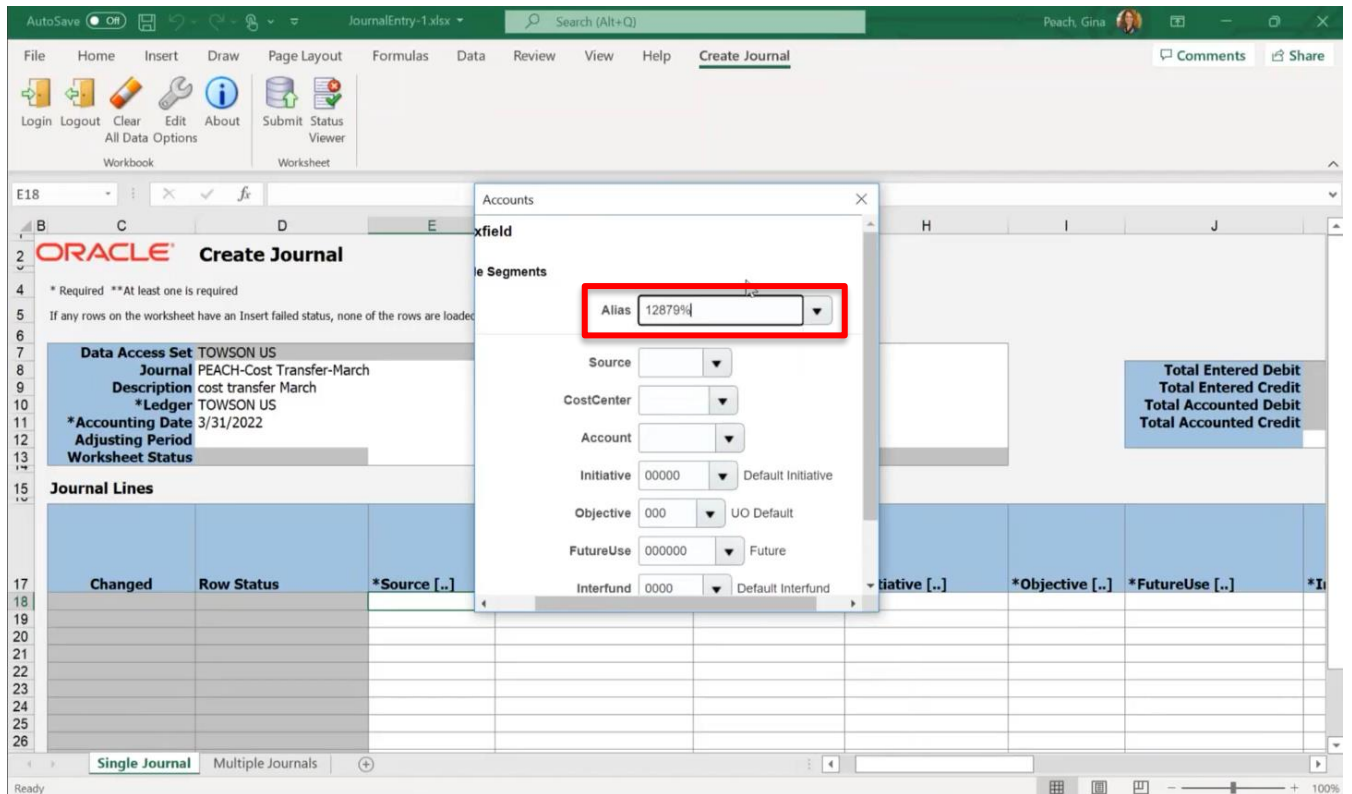 AutoSave Off JournalEntry-1.xlsx Search (Alt+Q) Peach, Gina
File Home Insert Draw Page Layout Formulas Data Review View Help Create Journal Comments Share
Login Logout Clear All Data Edit Options About Submit Status Viewer
Workbook Worksheet
E18 fx
Accounts
B C D E H I J
xfield
2 ORACLE Create Journal
le Segments
4 * Required **At least one is required
Alias 12879%
5 If any rows on the worksheet have an Insert failed status, none of the rows are loaded
6
7 Data Access Set TOWSON US
8 Journal PEACH-Cost Transfer-March Total Entered Debit
Source
9 Description cost transfer March Total Entered Credit
10 *Ledger TOWSON US Total Accounted Debit
CostCenter
11 *Accounting Date 3/31/2022 Total Accounted Credit
12 Adjusting Period
Account
13 Worksheet Status
14
Initiative 00000 Default Initiative
15 Journal Lines
Objective 000 UO Default
FutureUse 000000 Future
Interfund 0000 Default Interfund
17 Changed Row Status *Source [..] tiative [..] *Objective [..] *FutureUse [..]
18
19
20
21
22
23
24
25
26
Single Journal Multiple Journals
Ready 100%